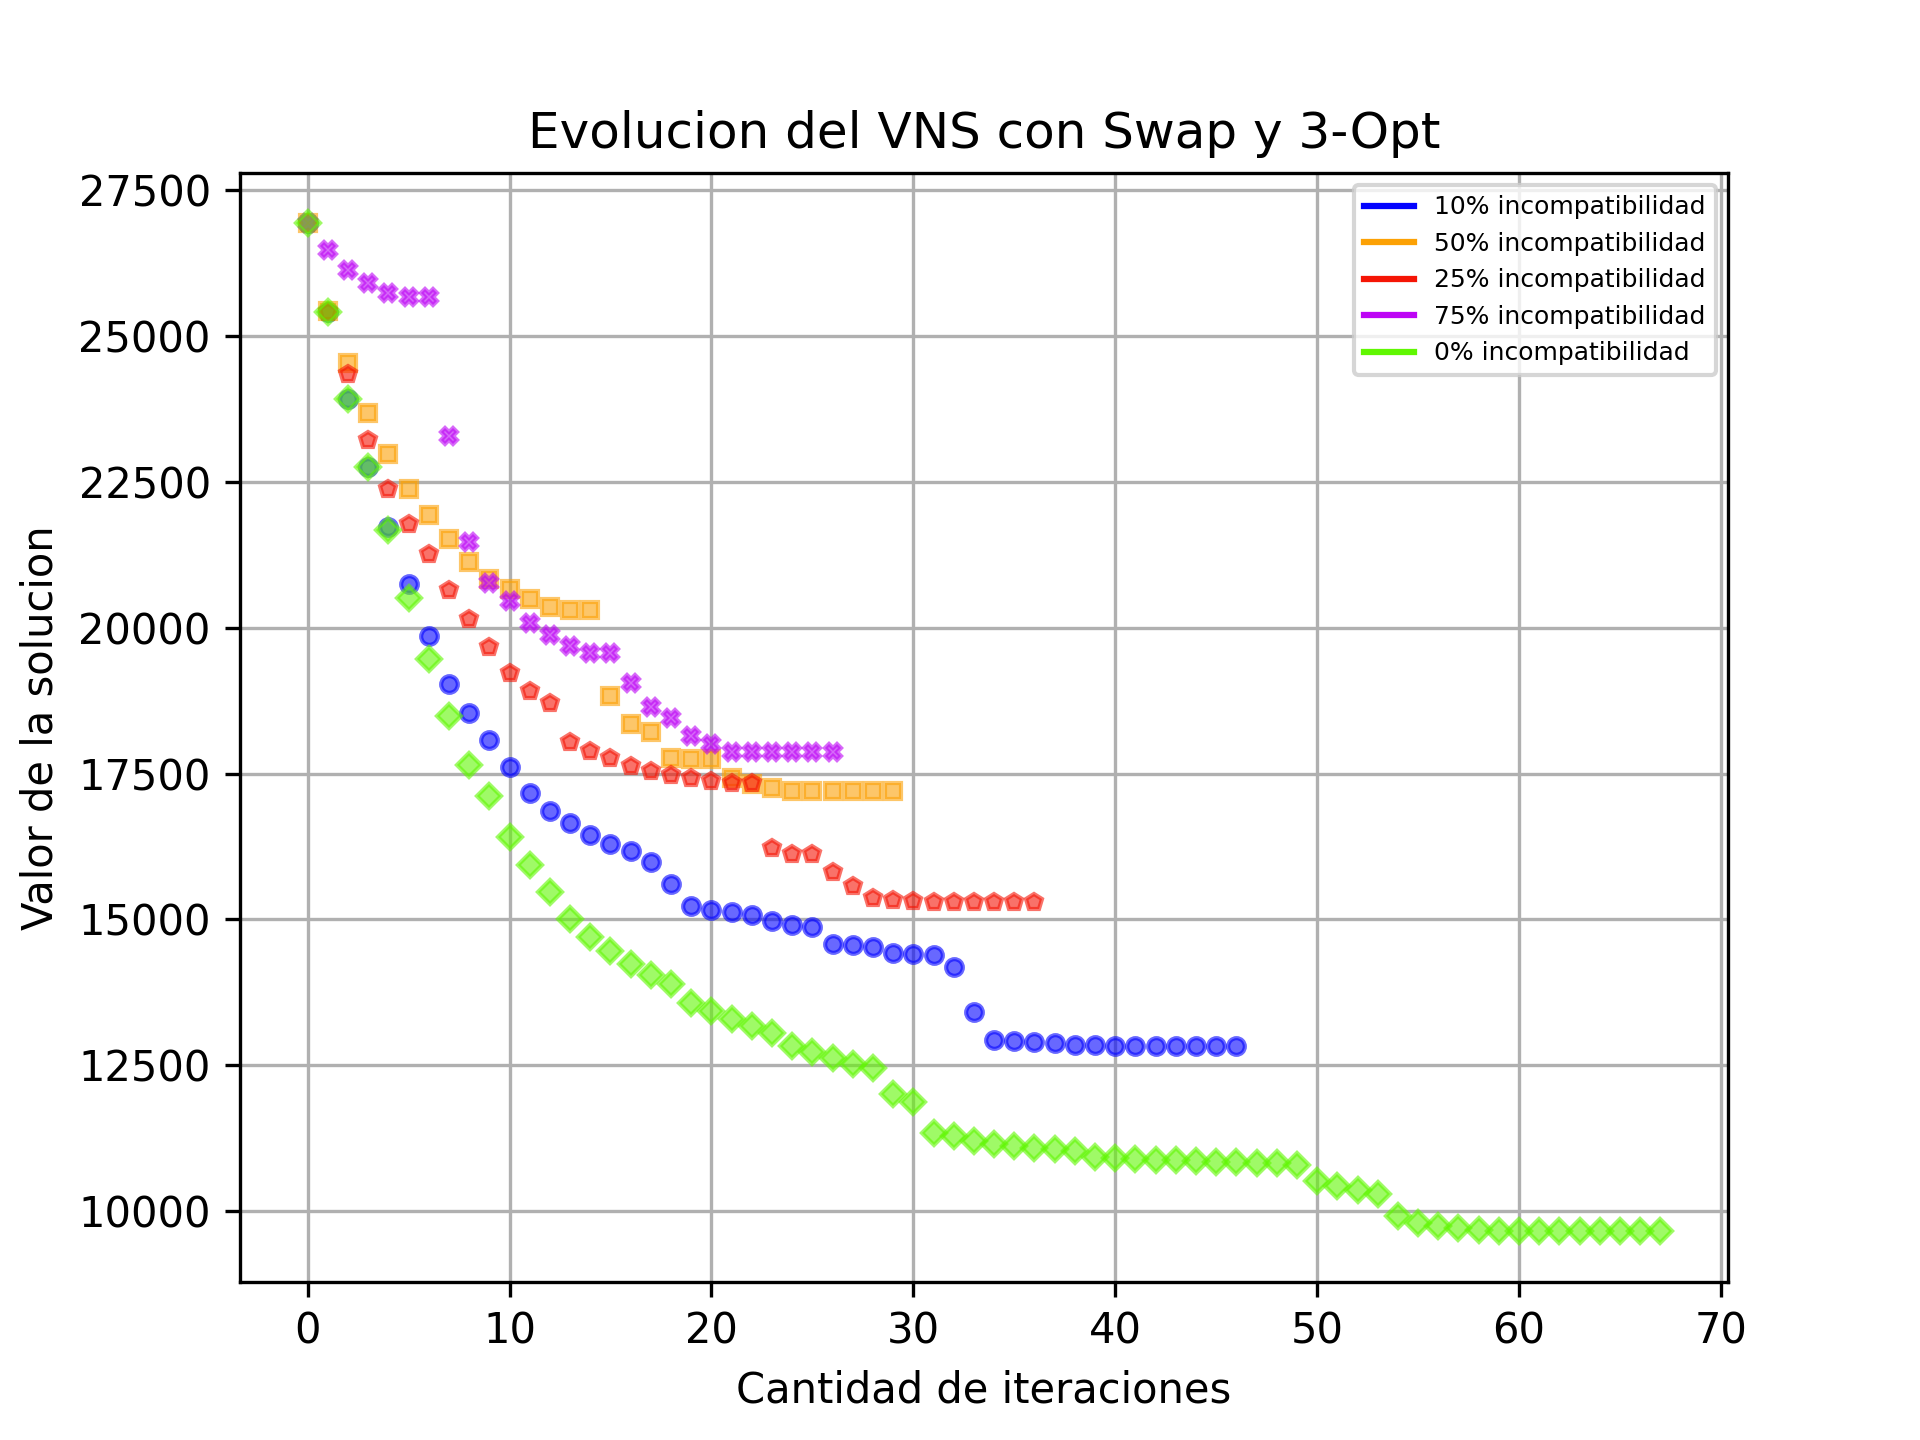 Evolucion del VNS con Swap y 3-Opt
27500
25000
22500
20000
17500
15000
12500
10000
Valor de la solucion
10% incompatibilidad
50% incompatibilidad
25% incompatibilidad
75% incompatibilidad
0% incompatibilidad
0 10 20 30 40 50 60 70
Cantidad de iteraciones